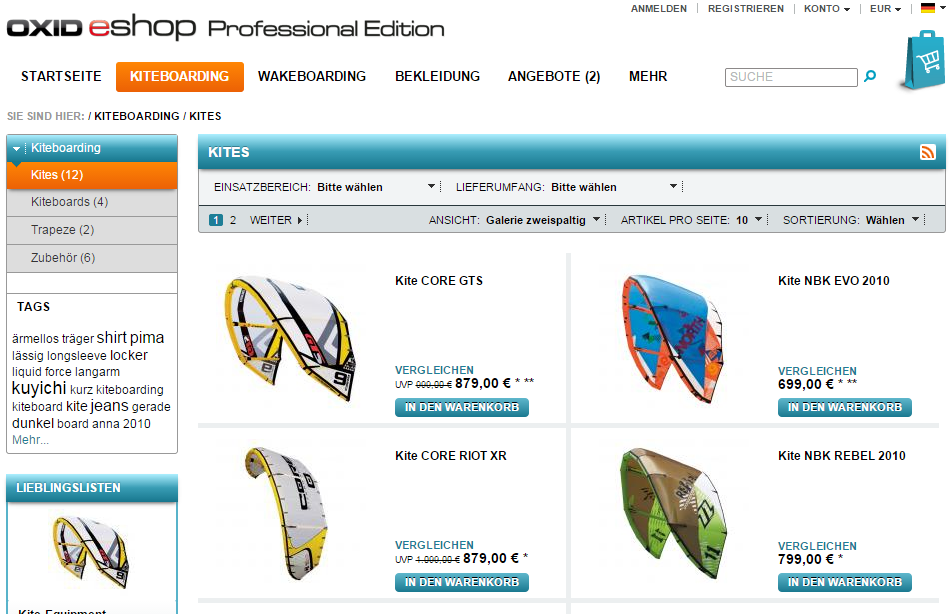 ANMELDEN REGISTRIEREN KONTO EUR
OXID eshop Professional Edition
STARTSEITE KITEBOARDING WAKEBOARDING BEKLEIDUNG ANGEBOTE (2) MEHR SUCHE
SIE SIND HIER: / KITEBOARDING / KITES
Kiteboarding
Kites (12)
Kiteboards (4)
Trapeze (2)
Zubehör (6)
TAGS
ärmellos träger shirt pima
lässig longsleeve locker
liquid force langarm
kuyichi kurz kiteboarding
kiteboard kite jeans gerade
dunkel board anna 2010
Mehr...
LIEBLINGSLISTEN
Kite-Equipment
KITES
EINSATZBEREICH: Bitte wählen LIEFERUMFANG: Bitte wählen
1 2 WEITER ANSICHT: Galerie zweispaltig ARTIKEL PRO SEITE: 10 SORTIERUNG: Wählen
Kite CORE GTS
VERGLEICHEN
UVP 999,00 € 879,00 € * **
IN DEN WARENKORB
Kite NBK EVO 2010
NORTH
VERGLEICHEN
699,00 € * **
IN DEN WARENKORB
Kite CORE RIOT XR
CORE
VERGLEICHEN
UVP 1.099,00 € 879,00 € *
IN DEN WARENKORB
Kite NBK REBEL 2010
11
VERGLEICHEN
799,00 € *
IN DEN WARENKORB